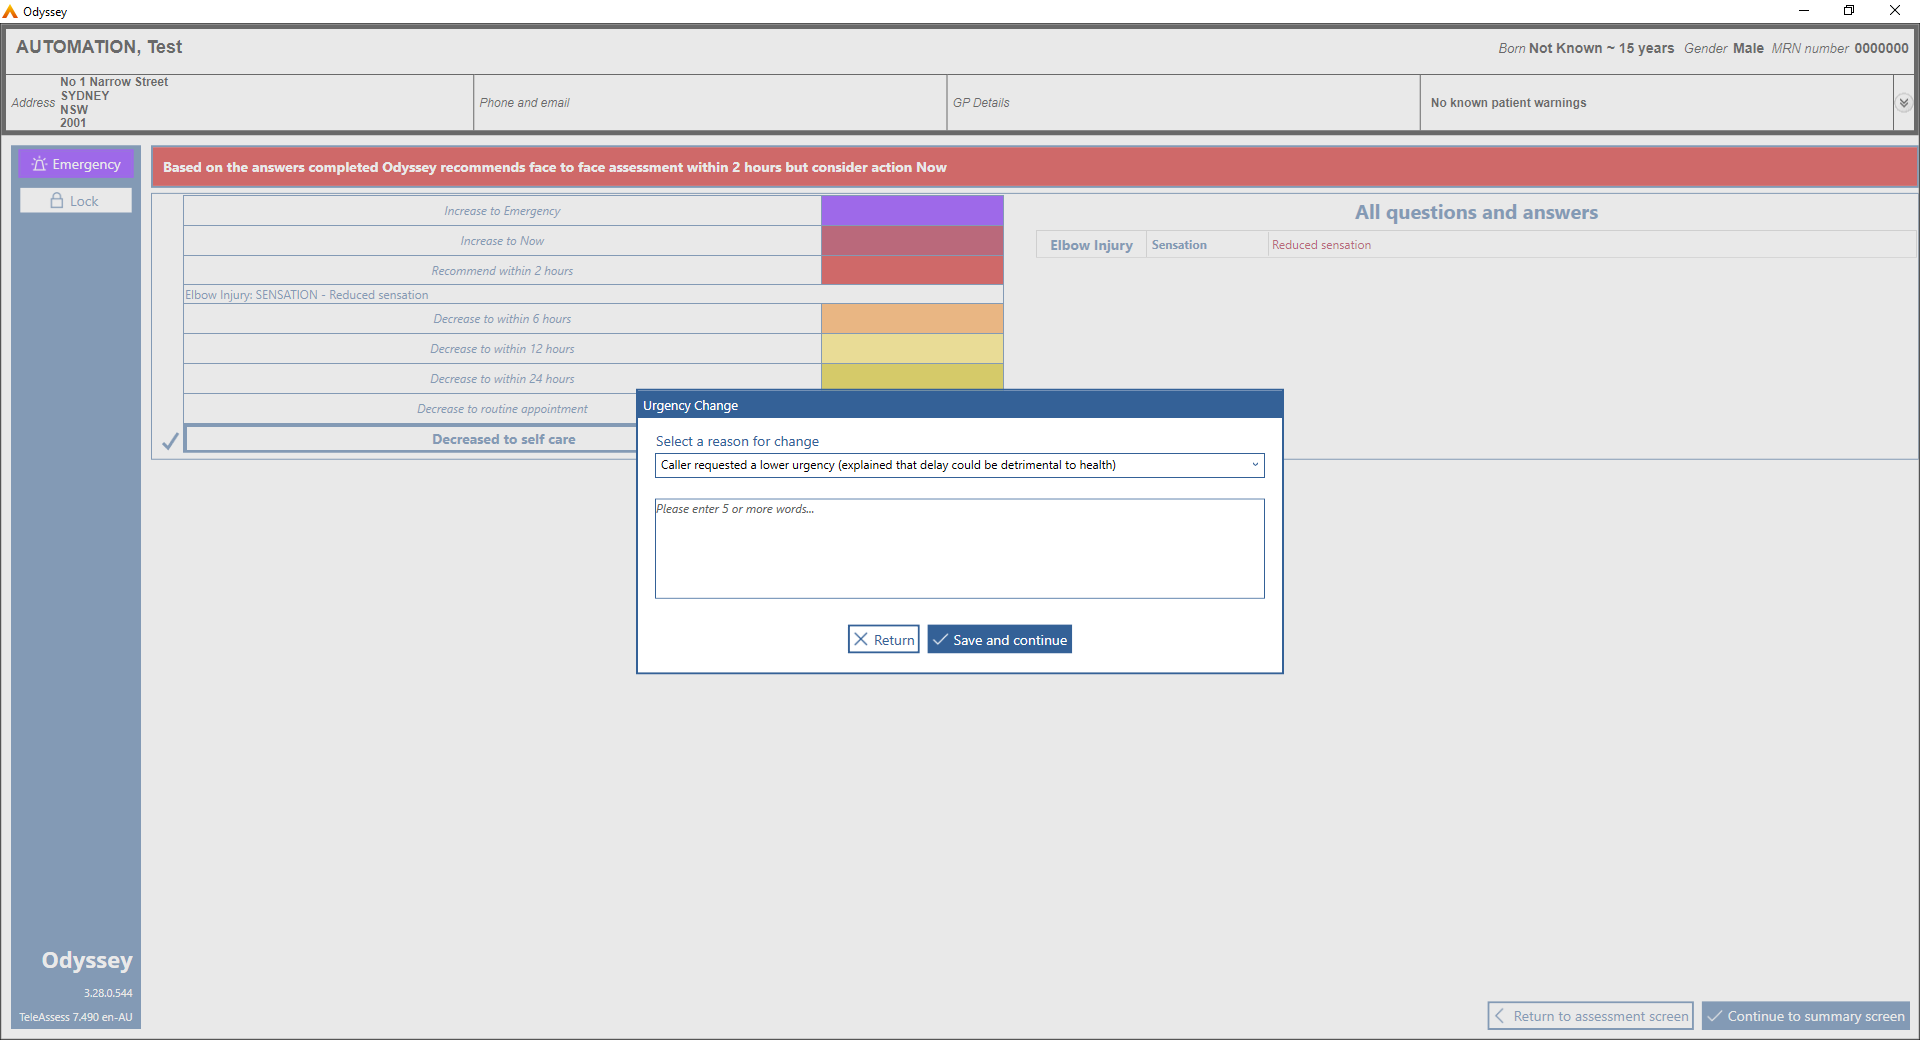 Odyssey
AUTOMATION, Test
Born Not Known ~ 15 years Gender Male MRN number 0000000
Address
No 1 Narrow Street
SYDNEY
NSW
2001
Phone and email
GP Details
No known patient warnings
Emergency
Lock
Based on the answers completed Odyssey recommends face to face assessment within 2 hours but consider action Now
Increase to Emergency
Increase to Now
Recommend within 2 hours
Elbow Injury: SENSATION - Reduced sensation
Decrease to within 6 hours
Decrease to within 12 hours
Decrease to within 24 hours
Decrease to routine appointment
Decreased to self care
All questions and answers
Elbow Injury Sensation Reduced sensation
Urgency Change
Select a reason for change
Caller requested a lower urgency (explained that delay could be detrimental to health)
Please enter 5 or more words...
Return
Save and continue
Odyssey
3.28.0.544
TeleAssess 7.490 en-AU
Return to assessment screen
Continue to summary screen